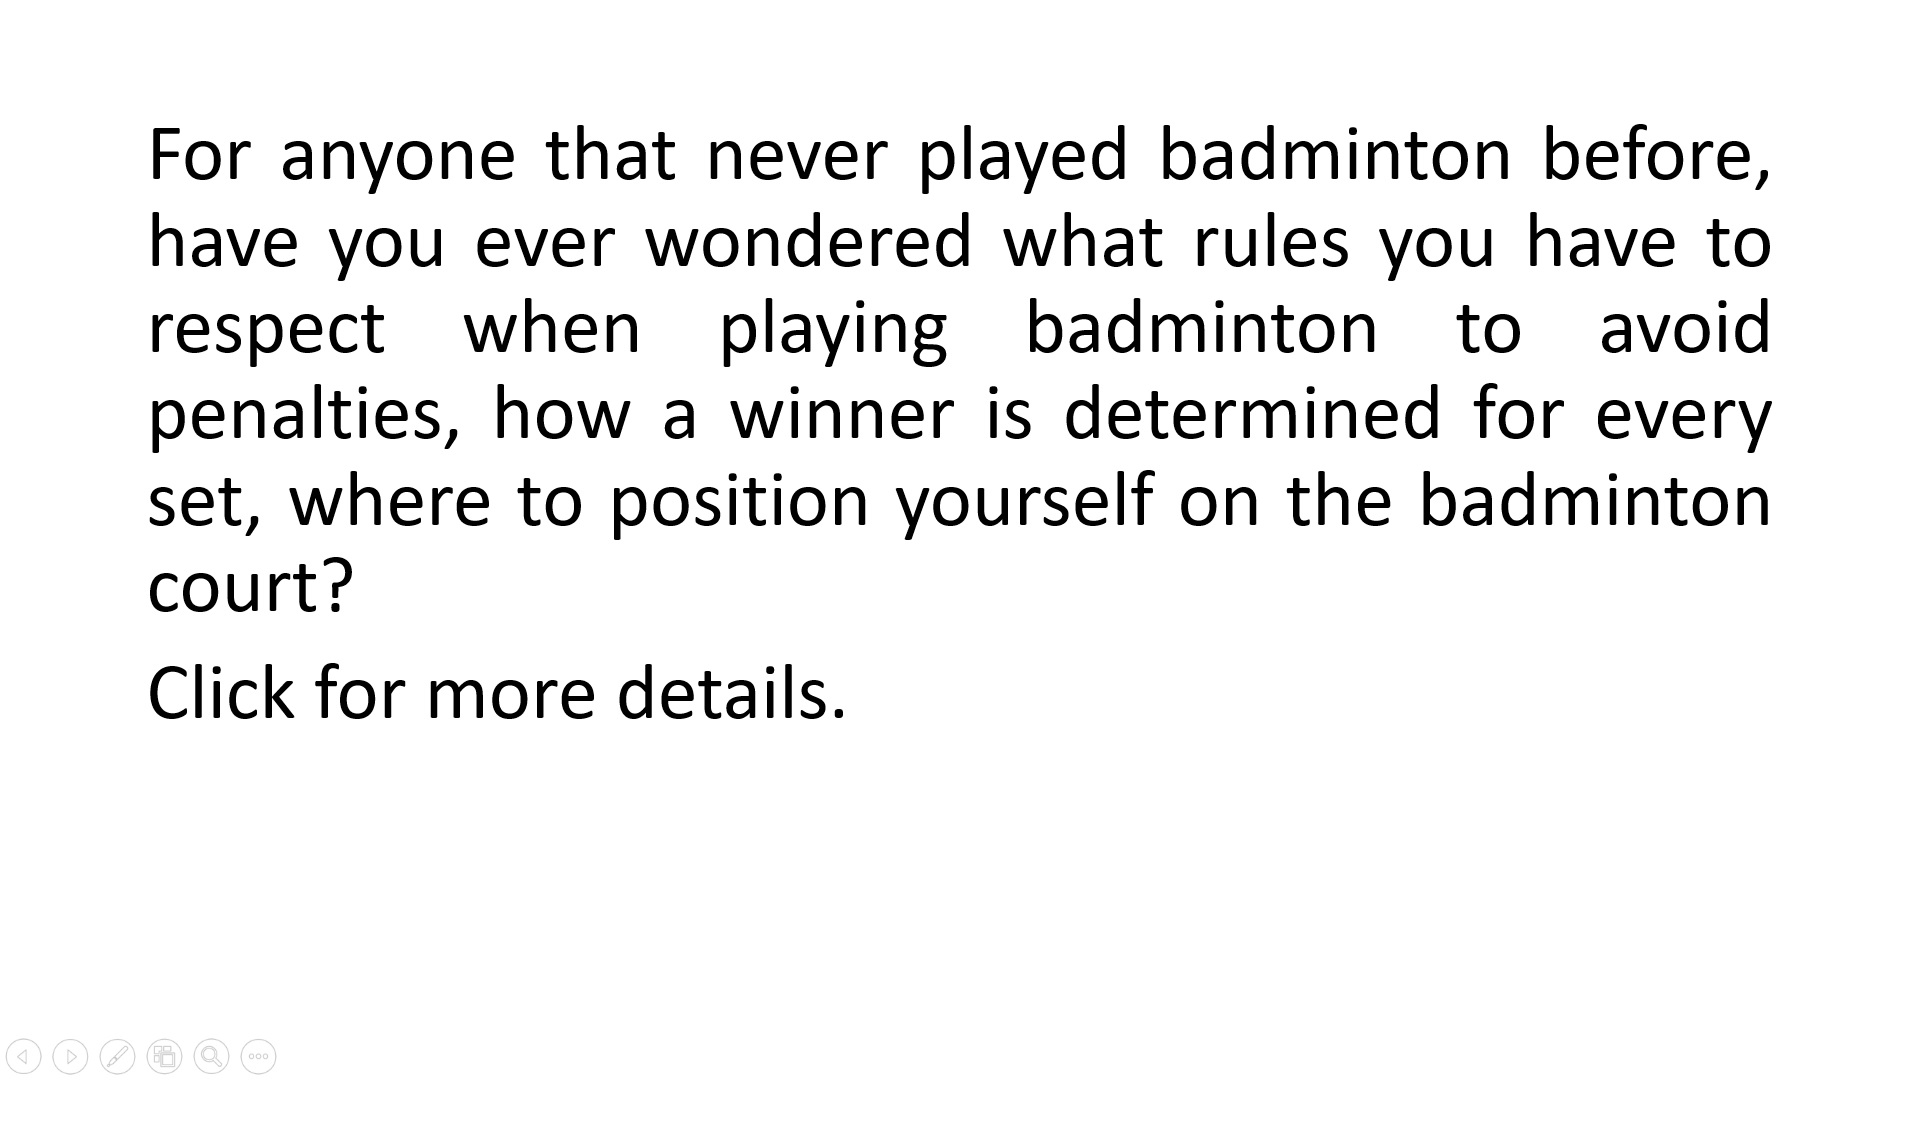 For anyone that never played badminton before,
have you ever wondered what rules you have to
respect when playing badminton to avoid
penalties, how a winner is determined for every
set, where to position yourself on the badminton
court?
Click for more details.